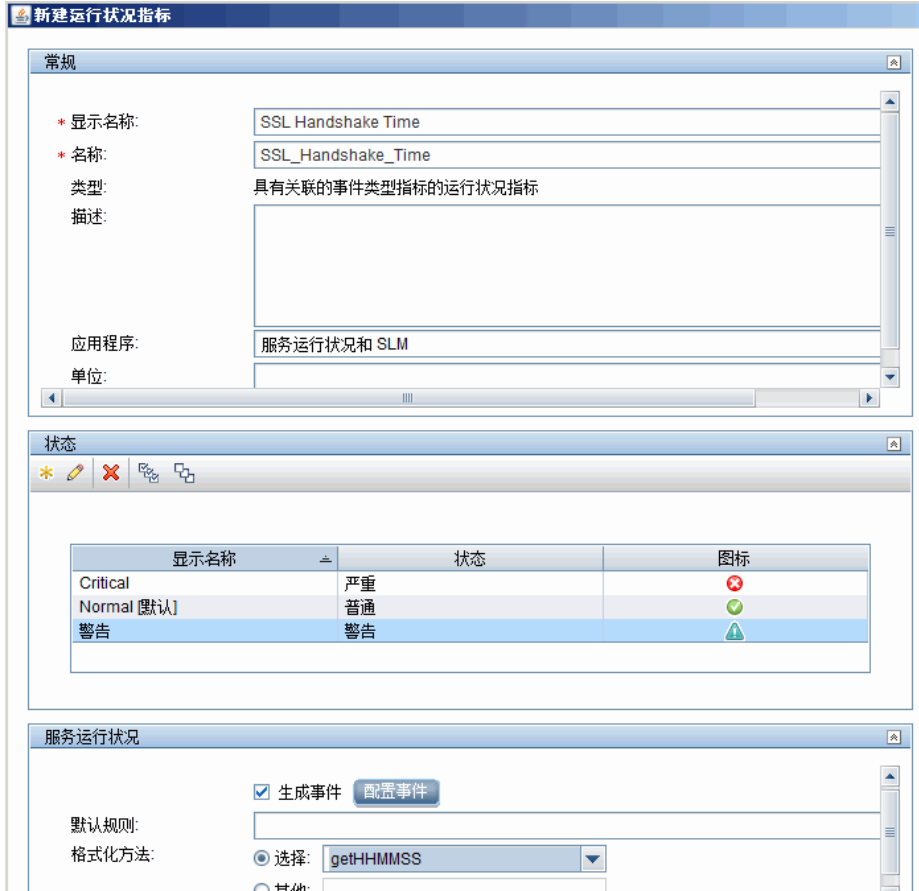 新建运行状况指标
常规
* 显示名称: SSL Handshake Time
* 名称: SSL_Handshake_Time
类型: 具有关联的事件类型指标的运行状况指标
描述:
应用程序: 服务运行状况和 SLM
单位:
状态
显示名称 状态 图标
Critical 严重
Normal [默认] 普通
警告 警告
服务运行状况
生成事件 配置事件
默认规则:
格式化方法: 选择: getHHMMSS
其他: